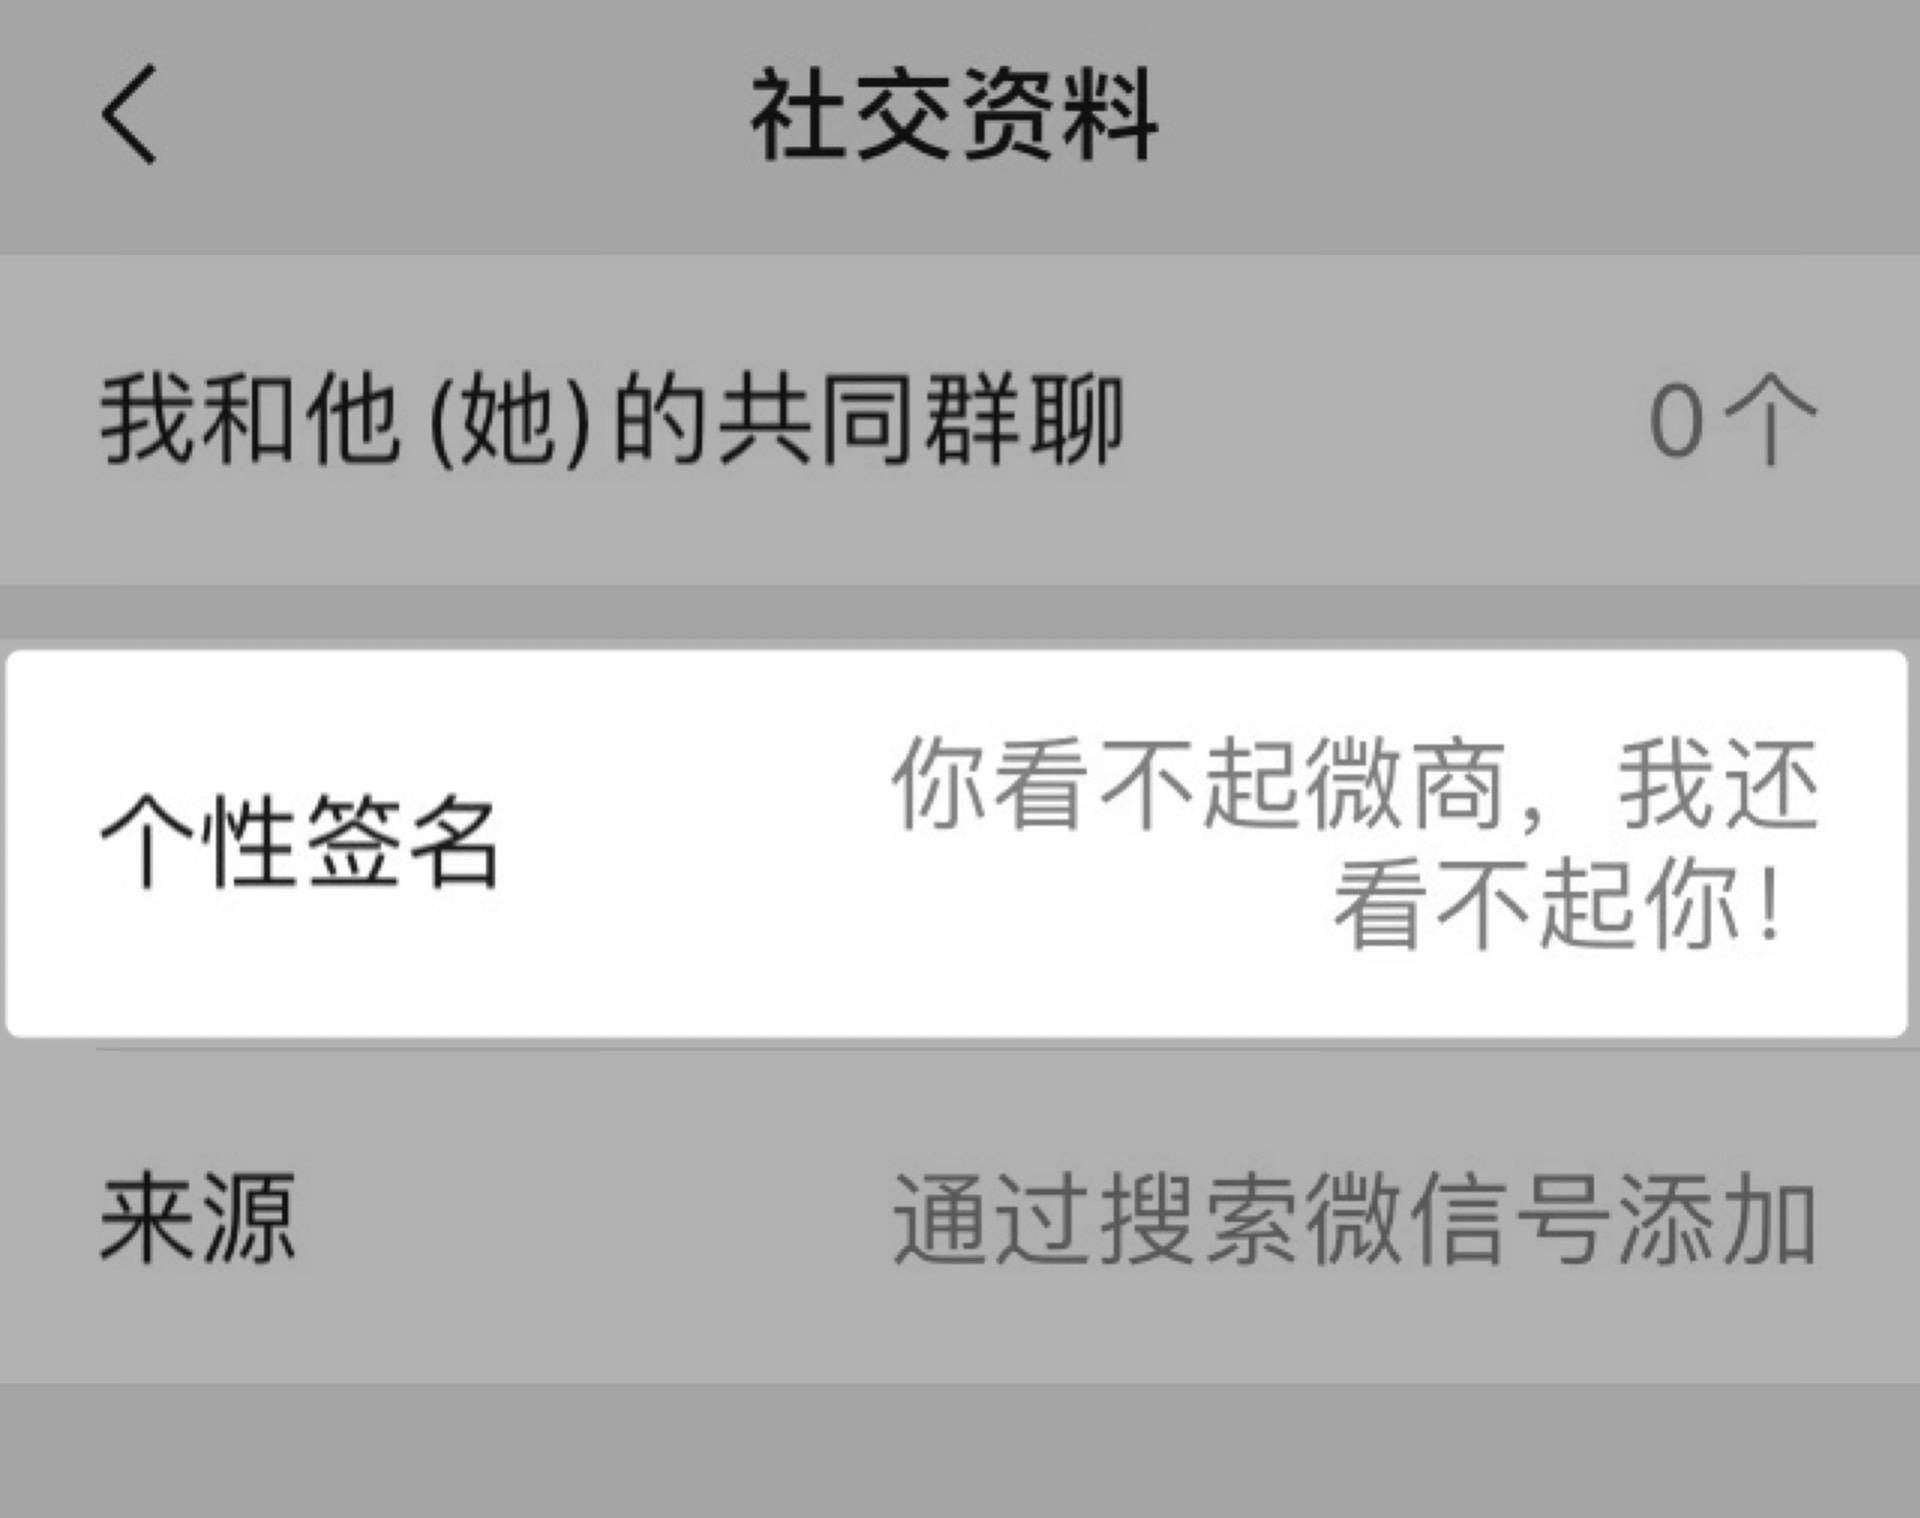 社交资料
我和他(她)的共同群聊 0个
个性签名
你看不起微商，我还
看不起你！
来源 通过搜索微信号添加